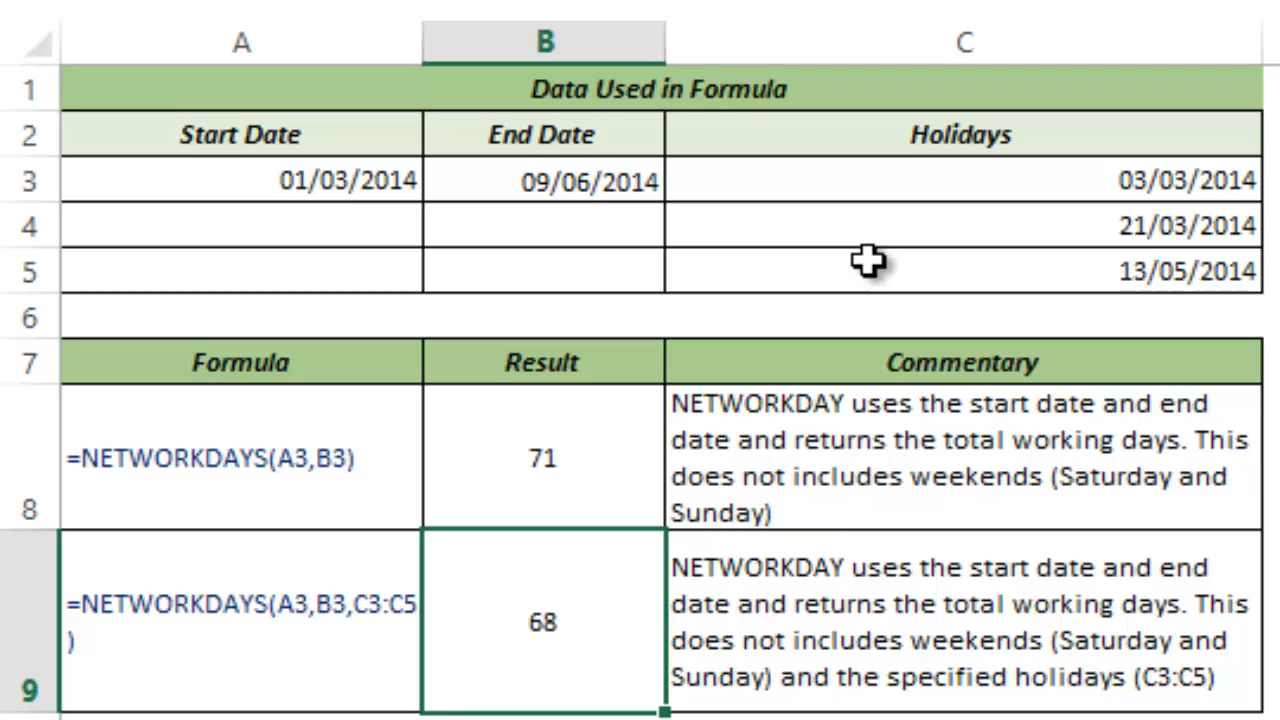 A B C
1 Data Used in Formula
2 Start Date End Date Holidays
3 01/03/2014 09/06/2014 03/03/2014
4 21/03/2014
5 13/05/2014
6
7 Formula Result Commentary
NETWORKDAY uses the start date and end
date and returns the total working days. This
=NETWORKDAYS(A3,B3) 71
does not includes weekends (Saturday and
8 Sunday)
NETWORKDAY uses the start date and end
=NETWORKDAYS(A3,B3,C3:C5 date and returns the total working days. This
68
) does not includes weekends (Saturday and
9 Sunday) and the specified holidays (C3:C5)